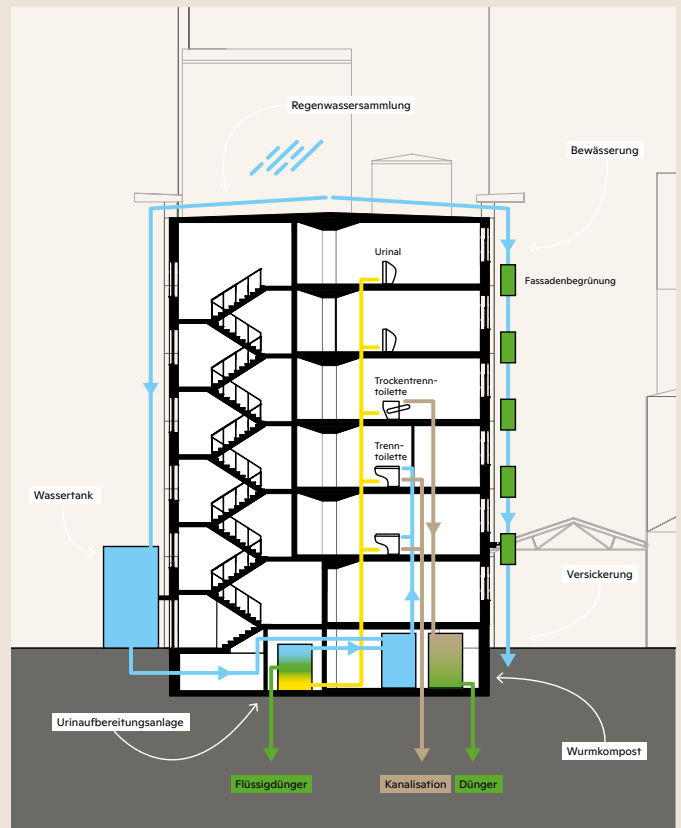 Regenwassersammlung
Bewässerung
Urinal
Fassadenbegrünung
Trockentrenn-
toilette
Trenn-
toilette
Wassertank
Versickerung
Urinaufbereitungsanlage
Wurmkompost
Flüssigdünger
Kanalisation
Dünger